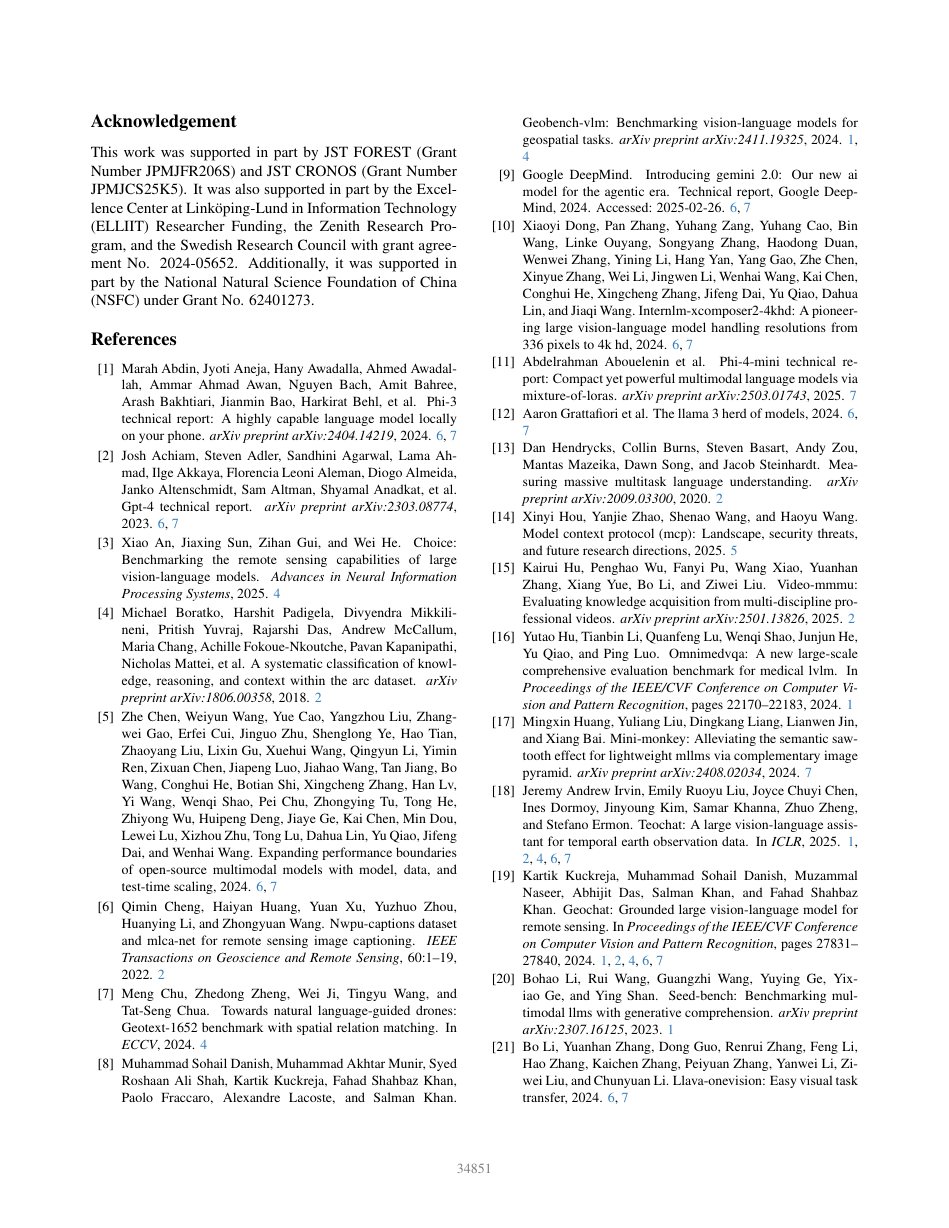 Acknowledgement
This work was supported in part by JST FOREST (Grant
Number JPMJFR206S) and JST CRONOS (Grant Number
JPMJCS25K5). It was also supported in part by the Excel-
lence Center at Linköping-Lund in Information Technology
(ELLIIT) Researcher Funding, the Zenith Research Pro-
gram, and the Swedish Research Council with grant agree-
ment No. 2024-05652. Additionally, it was supported in
part by the National Natural Science Foundation of China
(NSFC) under Grant No. 62401273.
References
[1] Marah Abdin, Jyoti Aneja, Hany Awadalla, Ahmed Awadal-
lah, Ammar Ahmad Awan, Nguyen Bach, Amit Bahree,
Arash Bakhtiari, Jianmin Bao, Harkirat Behl, et al. Phi-3
technical report: A highly capable language model locally
on your phone. arXiv preprint arXiv:2404.14219, 2024. 6, 7
[2] Josh Achiam, Steven Adler, Sandhini Agarwal, Lama Ah-
mad, Ilge Akkaya, Florencia Leoni Aleman, Diogo Almeida,
Janko Altenschmidt, Sam Altman, Shyamal Anadkat, et al.
Gpt-4 technical report. arXiv preprint arXiv:2303.08774,
2023. 6, 7
[3] Xiao An, Jiaxing Sun, Zihan Gui, and Wei He. Choice:
Benchmarking the remote sensing capabilities of large
vision-language models. Advances in Neural Information
Processing Systems, 2025. 4
[4] Michael Boratko, Harshit Padigela, Divyendra Mikkili-
neni, Pritish Yuvraj, Rajarshi Das, Andrew McCallum,
Maria Chang, Achille Fokoue-Nkoutche, Pavan Kapanipathi,
Nicholas Mattei, et al. A systematic classification of knowl-
edge, reasoning, and context within the arc dataset. arXiv
preprint arXiv:1806.00358, 2018. 2
[5] Zhe Chen, Weiyun Wang, Yue Cao, Yangzhou Liu, Zhang-
wei Gao, Erfei Cui, Jinguo Zhu, Shenglong Ye, Hao Tian,
Zhaoyang Liu, Lixin Gu, Xuehui Wang, Qingyun Li, Yimin
Ren, Zixuan Chen, Jiapeng Luo, Jiahao Wang, Tan Jiang, Bo
Wang, Conghui He, Botian Shi, Xingcheng Zhang, Han Lv,
Yi Wang, Wenqi Shao, Pei Chu, Zhongying Tu, Tong He,
Zhiyong Wu, Huipeng Deng, Jiaye Ge, Kai Chen, Min Dou,
Lewei Lu, Xizhou Zhu, Tong Lu, Dahua Lin, Yu Qiao, Jifeng
Dai, and Wenhai Wang. Expanding performance boundaries
of open-source multimodal models with model, data, and
test-time scaling, 2024. 6, 7
[6] Qimin Cheng, Haiyan Huang, Yuan Xu, Yuzhuo Zhou,
Huanying Li, and Zhongyuan Wang. Nwpu-captions dataset
and mlca-net for remote sensing image captioning. IEEE
Transactions on Geoscience and Remote Sensing, 60:1–19,
2022. 2
[7] Meng Chu, Zhedong Zheng, Wei Ji, Tingyu Wang, and
Tat-Seng Chua. Towards natural language-guided drones:
Geotext-1652 benchmark with spatial relation matching. In
ECCV, 2024. 4
[8] Muhammad Sohail Danish, Muhammad Akhtar Munir, Syed
Roshaan Ali Shah, Kartik Kuckreja, Fahad Shahbaz Khan,
Paolo Fraccaro, Alexandre Lacoste, and Salman Khan.
Geobench-vlm: Benchmarking vision-language models for
geospatial tasks. arXiv preprint arXiv:2411.19325, 2024. 1,
4
[9] Google DeepMind. Introducing gemini 2.0: Our new ai
model for the agentic era. Technical report, Google Deep-
Mind, 2024. Accessed: 2025-02-26. 6, 7
[10] Xiaoyi Dong, Pan Zhang, Yuhang Zang, Yuhang Cao, Bin
Wang, Linke Ouyang, Songyang Zhang, Haodong Duan,
Wenwei Zhang, Yining Li, Hang Yan, Yang Gao, Zhe Chen,
Xinyue Zhang, Wei Li, Jingwen Li, Wenhai Wang, Kai Chen,
Conghui He, Xingcheng Zhang, Jifeng Dai, Yu Qiao, Dahua
Lin, and Jiaqi Wang. Internlm-xcomposer2-4khd: A pioneer-
ing large vision-language model handling resolutions from
336 pixels to 4k hd, 2024. 6, 7
[11] Abdelrahman Abouelenin et al. Phi-4-mini technical re-
port: Compact yet powerful multimodal language models via
mixture-of-loras. arXiv preprint arXiv:2503.01743, 2025. 7
[12] Aaron Grattafiori et al. The llama 3 herd of models, 2024. 6,
7
[13] Dan Hendrycks, Collin Burns, Steven Basart, Andy Zou,
Mantas Mazeika, Dawn Song, and Jacob Steinhardt. Mea-
suring massive multitask language understanding. arXiv
preprint arXiv:2009.03300, 2020. 2
[14] Xinyi Hou, Yanjie Zhao, Shenao Wang, and Haoyu Wang.
Model context protocol (mcp): Landscape, security threats,
and future research directions, 2025. 5
[15] Kairui Hu, Penghao Wu, Fanyi Pu, Wang Xiao, Yuanhan
Zhang, Xiang Yue, Bo Li, and Ziwei Liu. Video-mmmu:
Evaluating knowledge acquisition from multi-discipline pro-
fessional videos. arXiv preprint arXiv:2501.13826, 2025. 2
[16] Yutao Hu, Tianbin Li, Quanfeng Lu, Wenqi Shao, Junjun He,
Yu Qiao, and Ping Luo. Omnimedvqa: A new large-scale
comprehensive evaluation benchmark for medical lvlm. In
Proceedings of the IEEE/CVF Conference on Computer Vi-
sion and Pattern Recognition, pages 22170–22183, 2024. 1
[17] Mingxin Huang, Yuliang Liu, Dingkang Liang, Lianwen Jin,
and Xiang Bai. Mini-monkey: Alleviating the semantic saw-
tooth effect for lightweight mllms via complementary image
pyramid. arXiv preprint arXiv:2408.02034, 2024. 7
[18] Jeremy Andrew Irvin, Emily Ruoyu Liu, Joyce Chuyi Chen,
Ines Dormoy, Jinyoung Kim, Samar Khanna, Zhuo Zheng,
and Stefano Ermon. Teochat: A large vision-language assis-
tant for temporal earth observation data. In ICLR, 2025. 1,
2, 4, 6, 7
[19] Kartik Kuckreja, Muhammad Sohail Danish, Muzammal
Naseer, Abhijit Das, Salman Khan, and Fahad Shahbaz
Khan. Geochat: Grounded large vision-language model for
remote sensing. In Proceedings of the IEEE/CVF Conference
on Computer Vision and Pattern Recognition, pages 27831–
27840, 2024. 1, 2, 4, 6, 7
[20] Bohao Li, Rui Wang, Guangzhi Wang, Yuying Ge, Yix-
iao Ge, and Ying Shan. Seed-bench: Benchmarking mul-
timodal llms with generative comprehension. arXiv preprint
arXiv:2307.16125, 2023. 1
[21] Bo Li, Yuanhan Zhang, Dong Guo, Renrui Zhang, Feng Li,
Hao Zhang, Kaichen Zhang, Peiyuan Zhang, Yanwei Li, Zi-
wei Liu, and Chunyuan Li. Llava-onevision: Easy visual task
transfer, 2024. 6, 7
34851